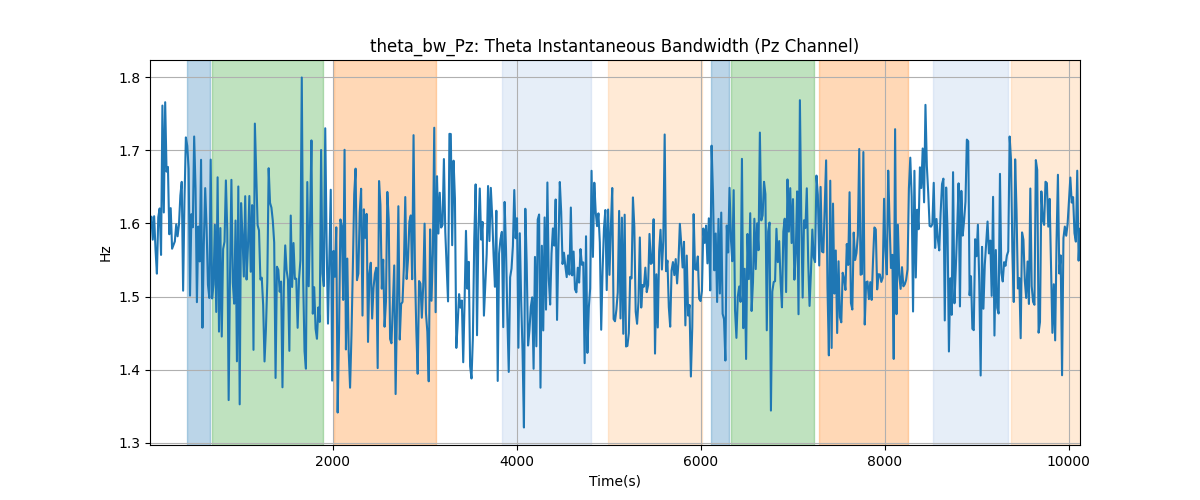 theta_bw_Pz: Theta Instantaneous Bandwidth (Pz Channel)
Hz
1.8
1.7
1.6
1.5
1.4
1.3
2000 4000 6000 8000 10000
Time(s)